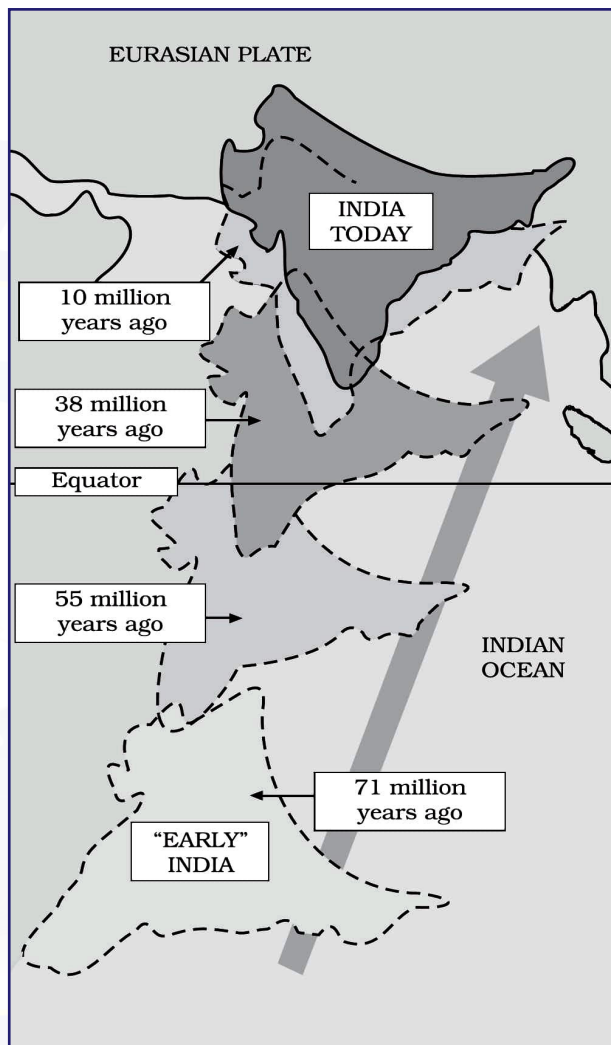 EURASIAN PLATE
INDIA
TODAY
10 million
years ago
38 million
years ago
Equator
55 million
years ago
INDIAN
OCEAN
71 million
years ago
“EARLY”
INDIA